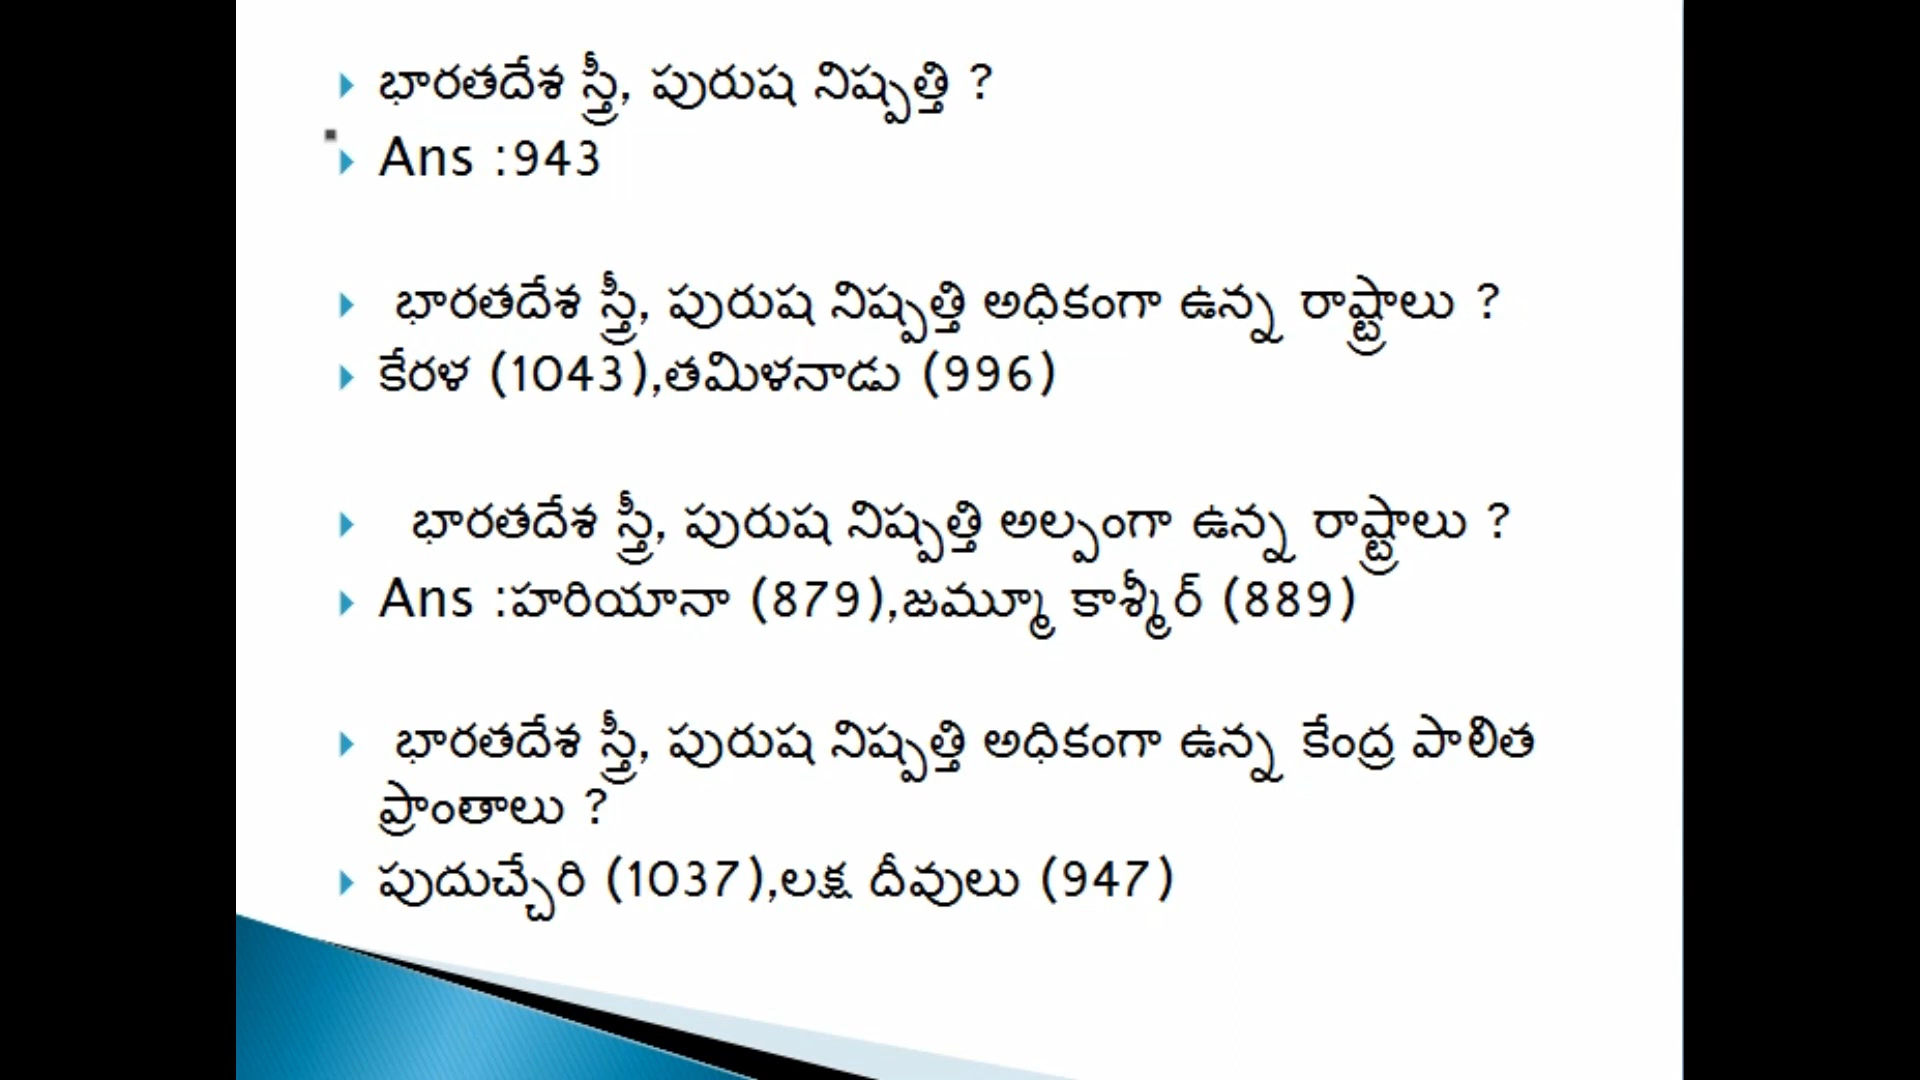 భారతదేశ స్త్రీ, పురుష నిష్పత్తి ?
Ans :943
భారతదేశ స్త్రీ, పురుష నిష్పత్తి అధికంగా ఉన్న రాష్ట్రాలు ?
కేరళ (1043),తమిళనాడు (996)
భారతదేశ స్త్రీ, పురుష నిష్పత్తి అల్పంగా ఉన్న రాష్ట్రాలు ?
Ans :హరియానా (879),జమ్మూ కాశ్మీర్ (889)
భారతదేశ స్త్రీ, పురుష నిష్పత్తి అధికంగా ఉన్న కేంద్ర పాలిత
ప్రాంతాలు ?
పుదుచ్చేరి (1037),లక్ష దీవులు (947)